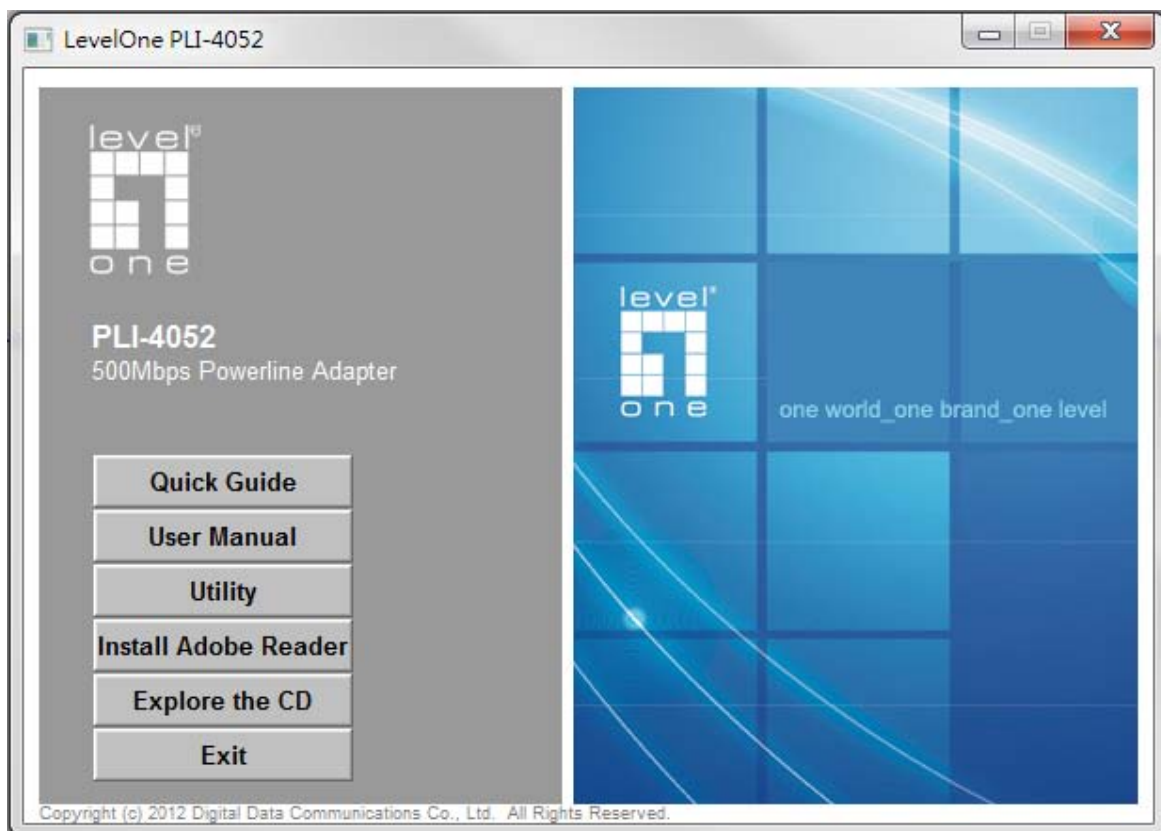 LevelOne PLI-4052
level®
one
PLI-4052
500Mbps Powerline Adapter
Quick Guide
User Manual
Utility
Install Adobe Reader
Explore the CD
Exit
level®
one
one world_one brand_one level
Copyright (c) 2012 Digital Data Communications Co., Ltd. All Rights Reserved.